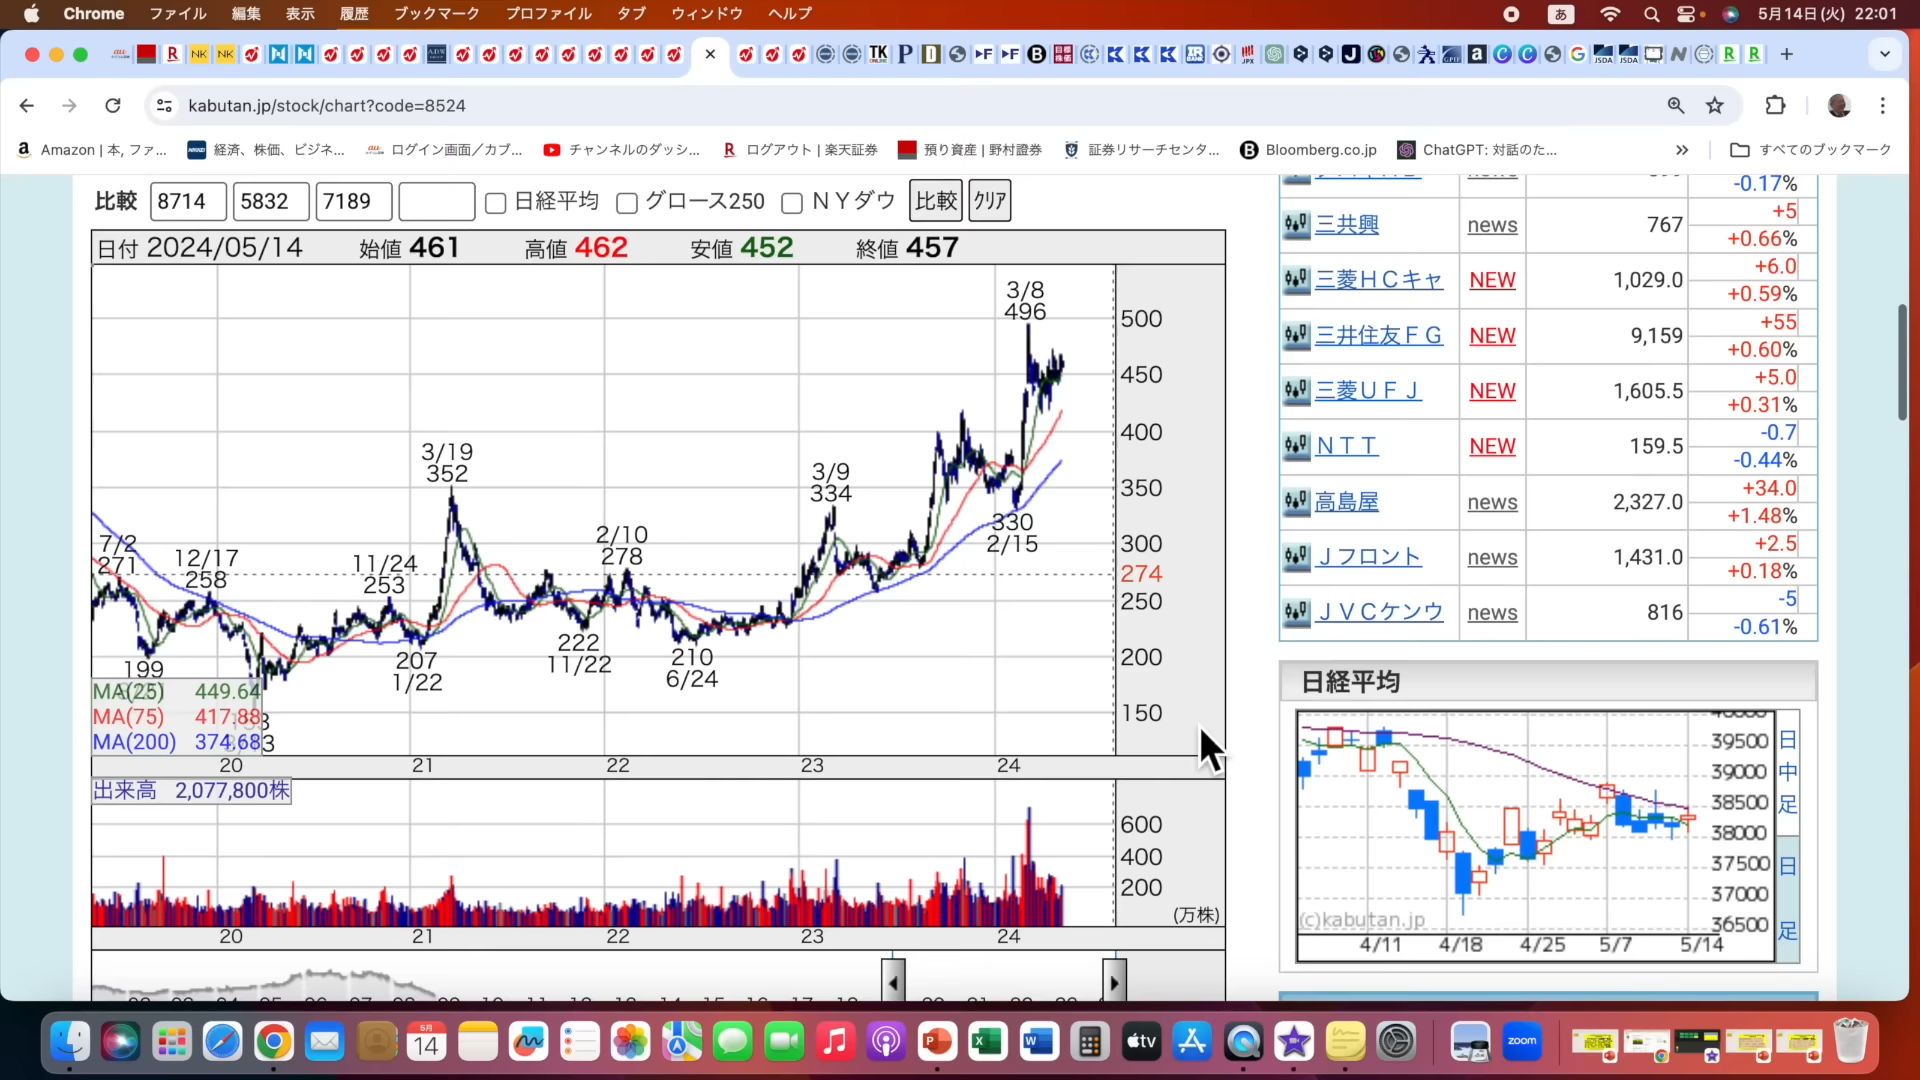 Chrome ファイル 編集 表示 履歴 ブックマーク プロファイル タブ ウィンドウ ヘルプ あ 5月14日(火) 22:01
kabutan.jp/stock/chart?code=8524
Amazon | 本, ファ... 経済、株価、ビジネ... ログイン画面／カブ... チャンネルのダッシ... ログアウト | 楽天証券 預り資産 | 野村證券 証券リサーチセンタ... Bloomberg.co.jp ChatGPT: 対話のた... すべてのブックマーク
比較 8714 5832 7189 日経平均 グロース250 ＮＹダウ 比較 ｸﾘｱ
日付 2024/05/14 始値 461 高値 462 安値 452 終値 457
3/8
496
3/19
352
3/9
334
2/10
278
7/2
271
12/17
258
11/24
253
330
2/15
222
11/22
207
1/22
210
6/24
199
500
450
400
350
300
274
250
200
150
MA(25) 449.64
MA(75) 417.88
MA(200) 374.68
20 21 22 23 24
出来高 2,077,800株
600
400
200
(万株)
20 21 22 23 24
-0.17%
三共興 news 767 +5
+0.66%
三菱ＨＣキャ NEW 1,029.0 +6.0
+0.59%
三井住友ＦＧ NEW 9,159 +55
+0.60%
三菱ＵＦＪ NEW 1,605.5 +5.0
+0.31%
ＮＴＴ NEW 159.5 -0.7
-0.44%
高島屋 news 2,327.0 +34.0
+1.48%
Ｊフロント news 1,431.0 +2.5
+0.18%
ＪＶＣケンウ news 816 -5
-0.61%
日経平均
39500
39000
38500
38000
37500
37000
36500
日
中
足
日
足
(c)kabutan.jp
4/11 4/18 4/25 5/7 5/14
5月
14
tv
zoom